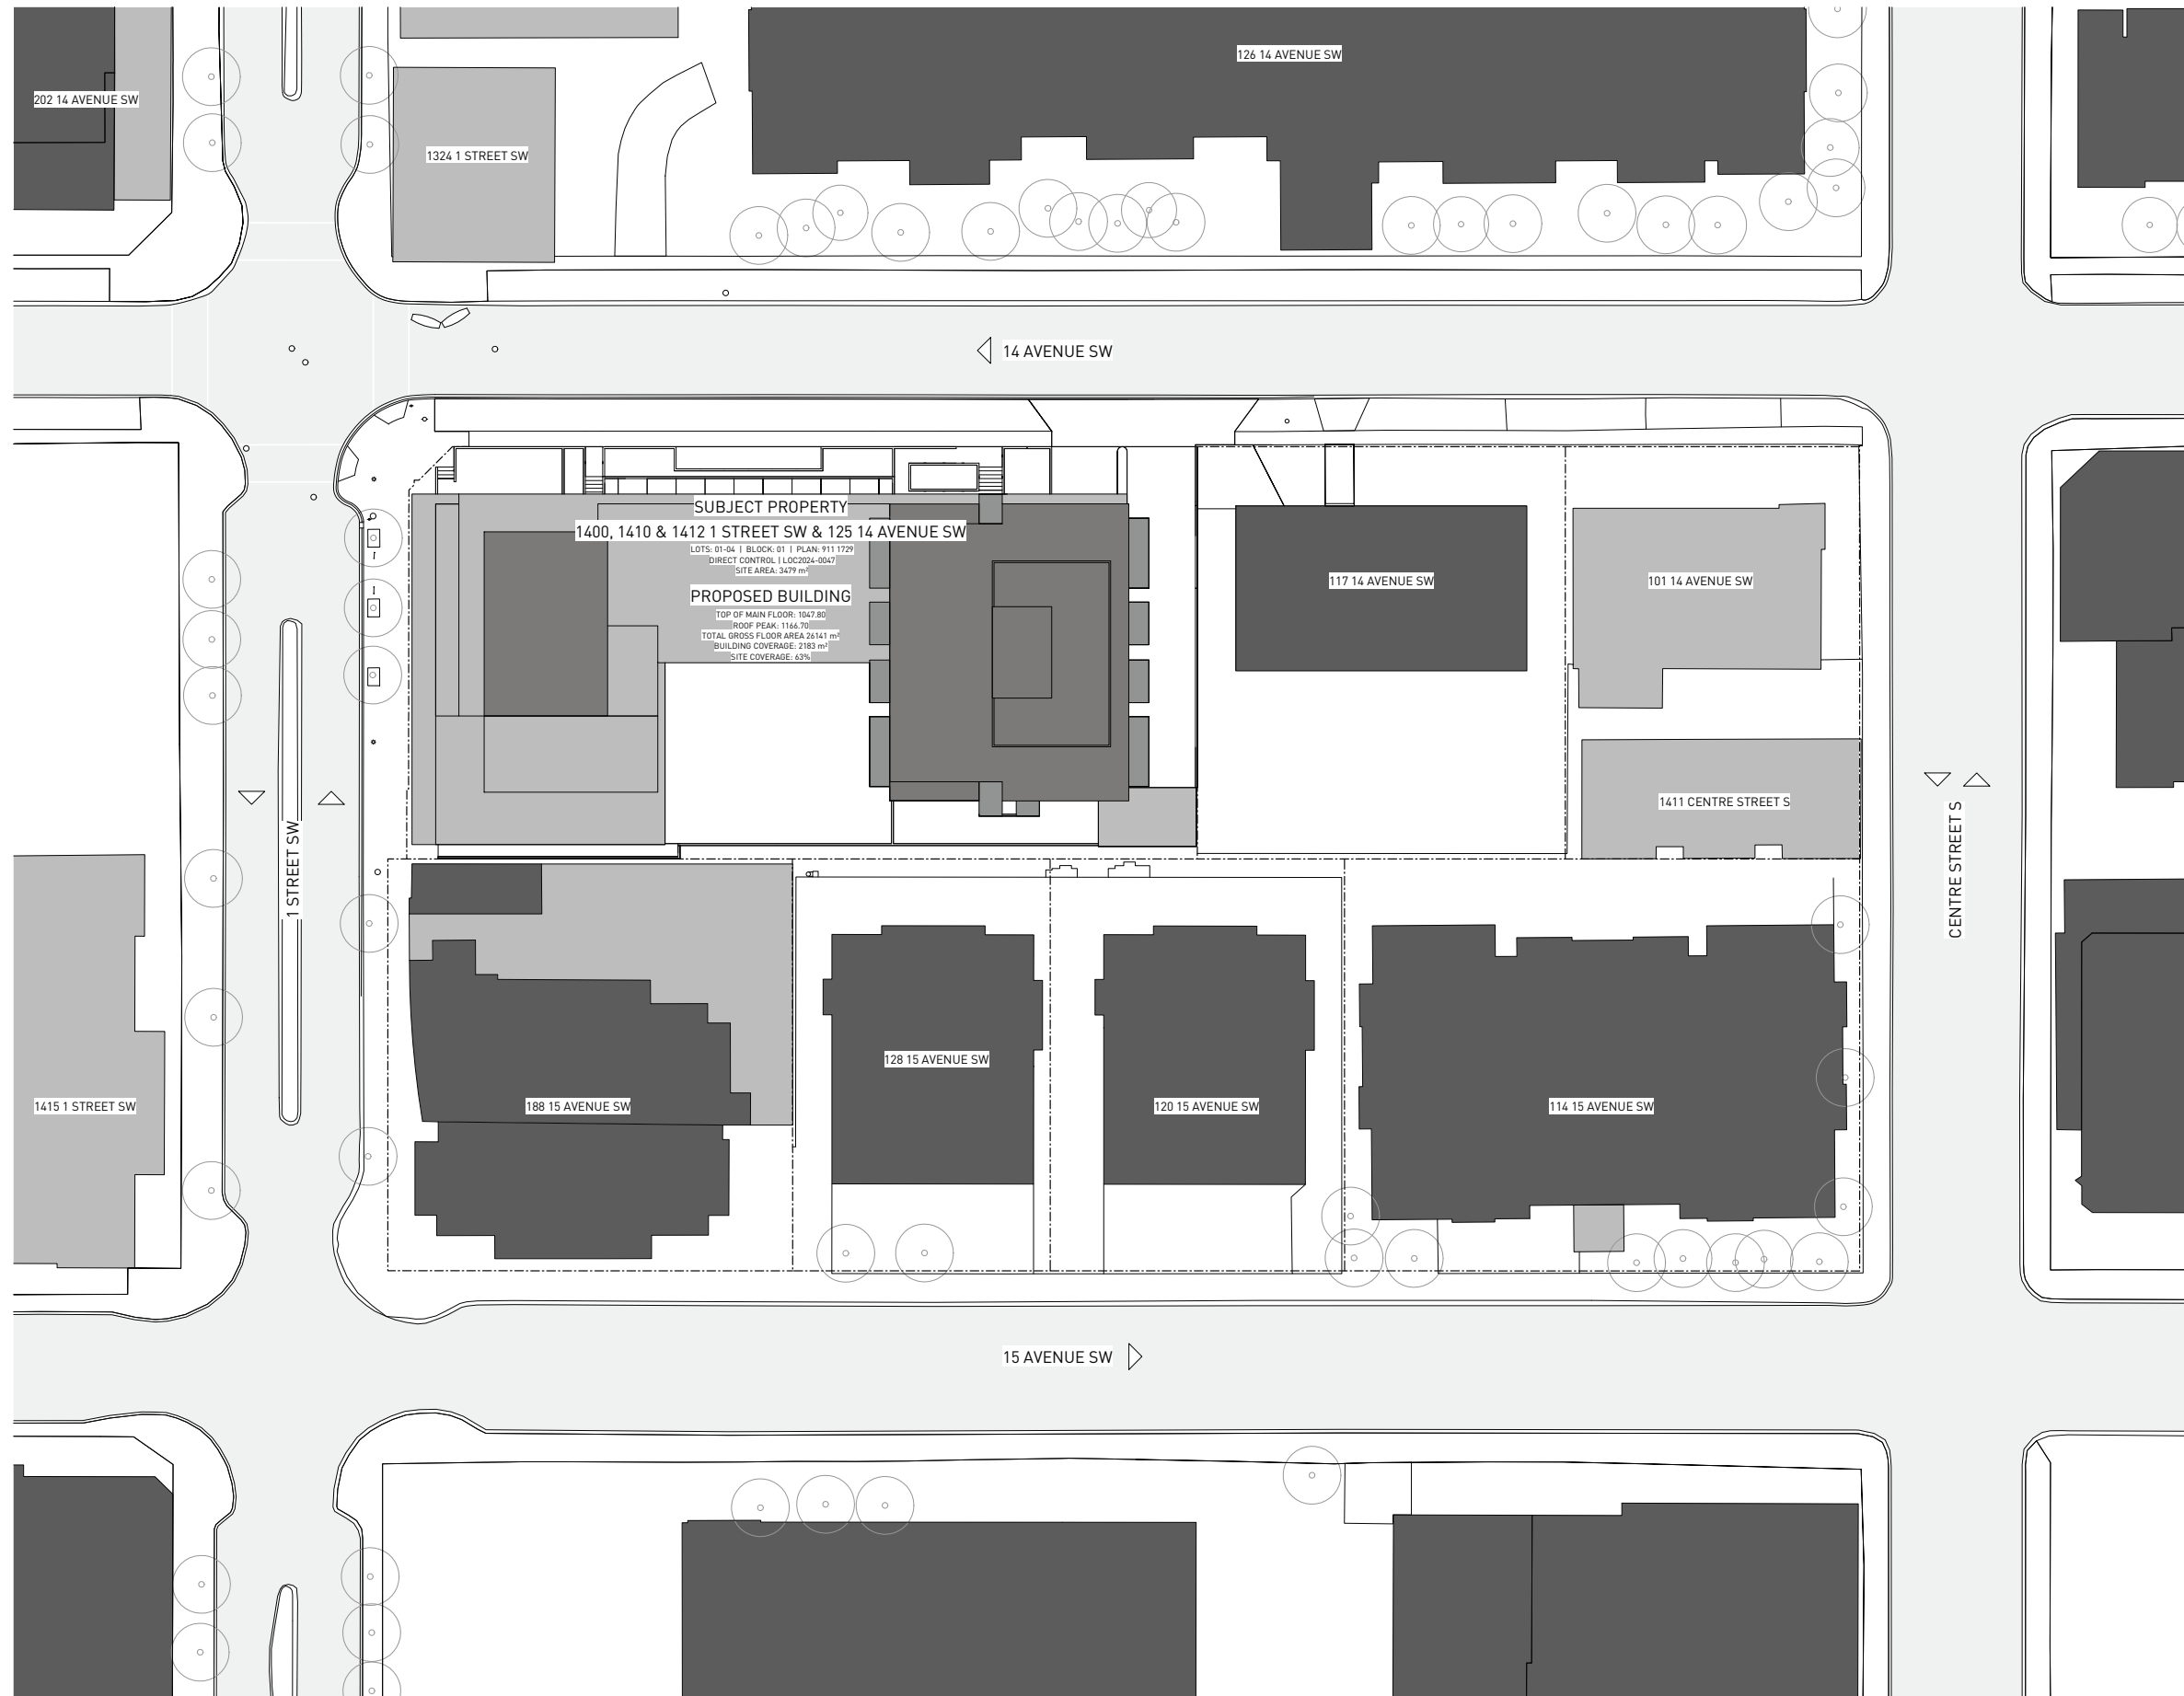 126 14 AVENUE SW
202 14 AVENUE SW
1324 1 STREET SW
14 AVENUE SW
SUBJECT PROPERTY
1400, 1410 & 1412 1 STREET SW & 125 14 AVENUE SW
LOTS: 01-04 | BLOCK: 01 | PLAN: 911 1729
DIRECT CONTROL | LOC2024-0047
SITE AREA: 3479 m²
PROPOSED BUILDING
TOP OF MAIN FLOOR: 1047.80
ROOF PEAK: 1166.70
TOTAL GROSS FLOOR AREA 26141 m²
BUILDING COVERAGE: 2183 m²
SITE COVERAGE: 63%
117 14 AVENUE SW
101 14 AVENUE SW
1411 CENTRE STREET S
1 STREET SW
CENTRE STREET S
128 15 AVENUE SW
1415 1 STREET SW
188 15 AVENUE SW
120 15 AVENUE SW
114 15 AVENUE SW
15 AVENUE SW